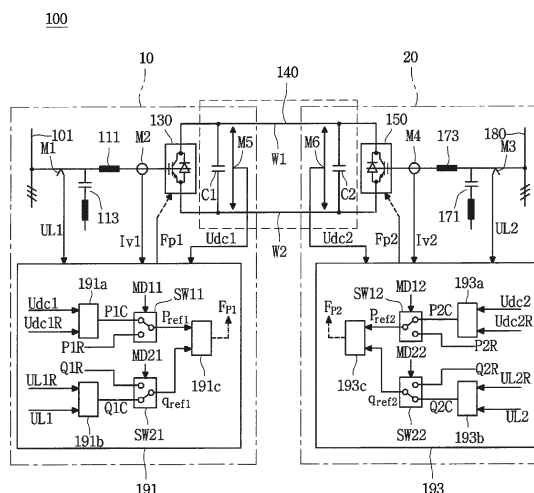 100
10
140
20
101
111
M2
130
M5
M6
150
M4
173
180
M1
M3
W1
C1
C2
113
171
W2
UL1
Iv1
Fp1
Udc1
Udc2
Fp2
Iv2
UL2
191a
MD11
SW11
SW12
MD12
193a
Udc1
P1C
Pref1
FP1
FP2
Pref2
P2C
Udc2
Udc1R
Udc2R
P1R
P2R
Q1R
MD21
191c
193c
MD22
Q2R
UL1R
UL2R
Q1C
qref1
qref2
Q2C
UL1
UL2
191b
SW21
SW22
193b
191
193